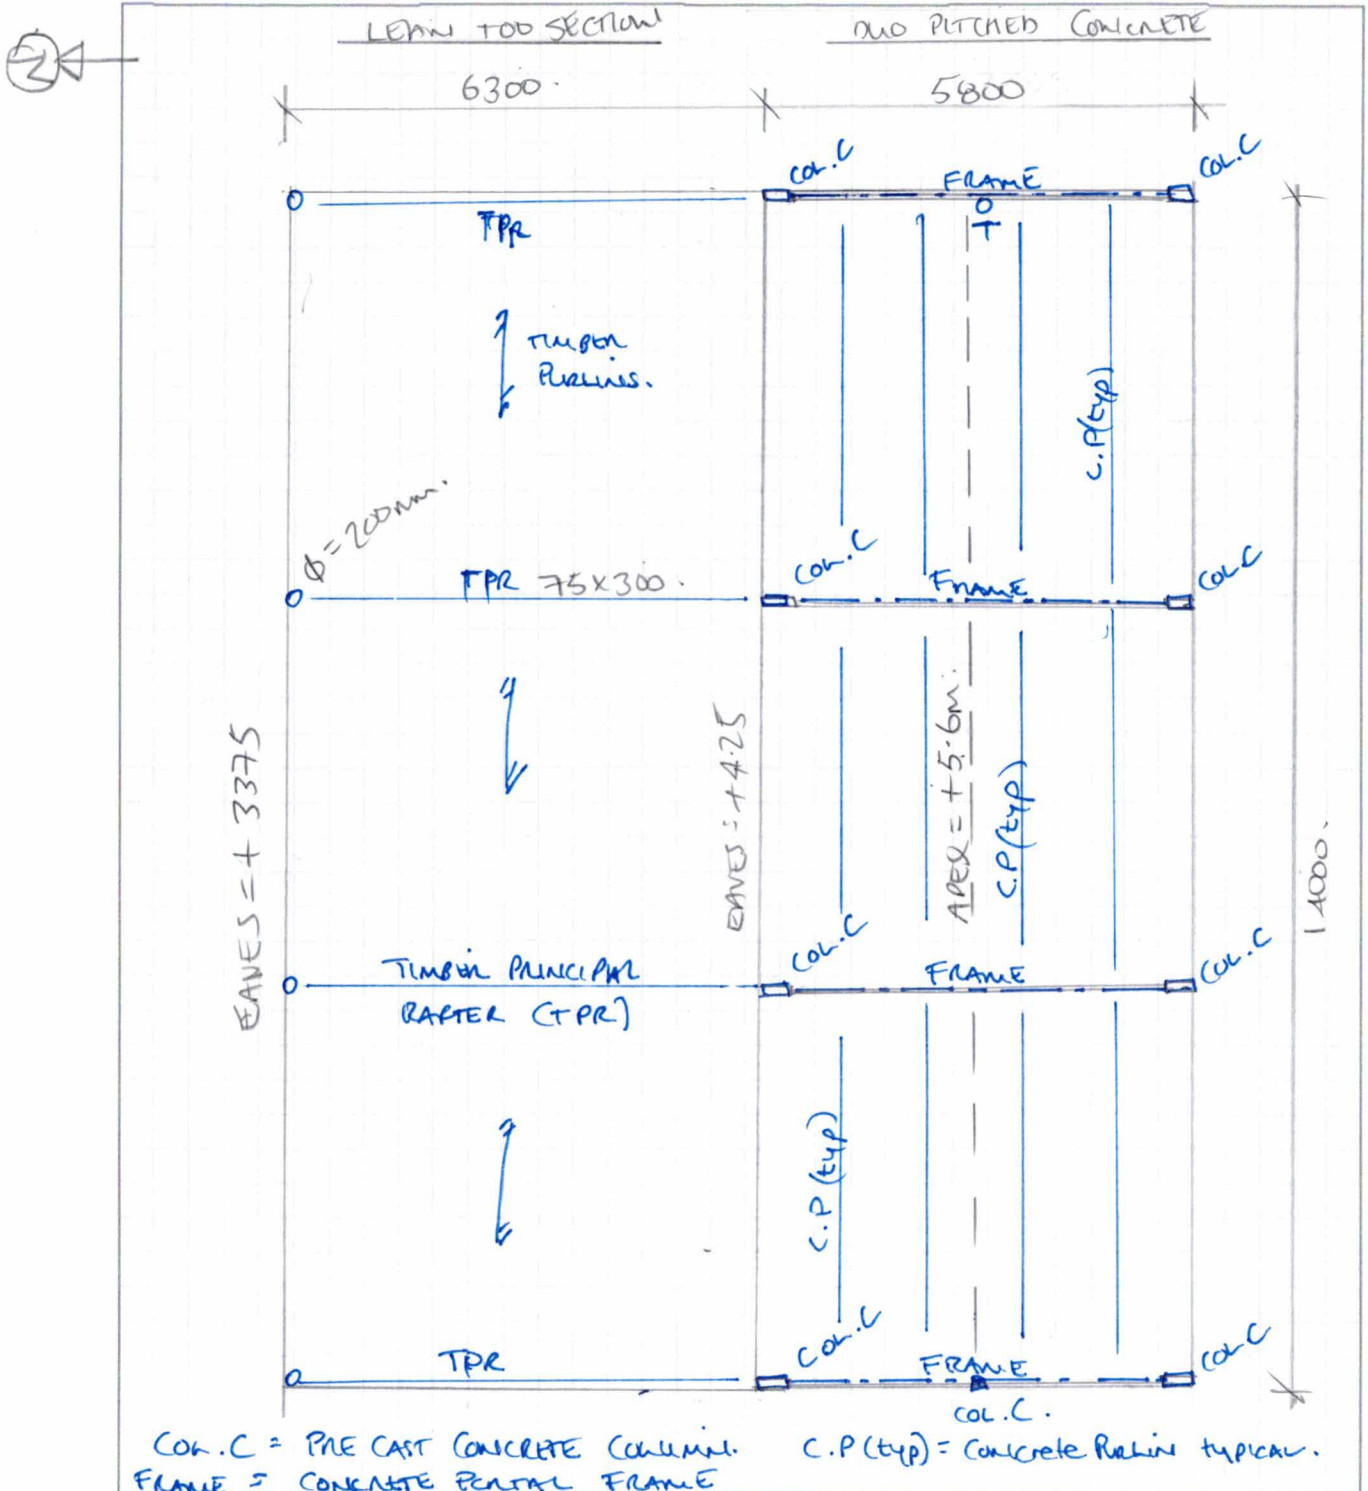 N
LEAN TOO SECTION
DUO PITCHED CONCRETE
6300.
5800
COL.C
FRAME
COL.C
O
T
TPR
TIMBER
PURLINS.
C.P(typ)
Ø = 200mm.
TPR 75x300.
COL.C
FRAME
COL.C
EAVES = + 3375
EAVES = +4.25
APEX = +5.6m.
C.P(typ)
14000.
TIMBER PRINCIPAL
RAFTER (TPR)
COL.C
FRAME
COL.C
C.P(typ)
TPR
COL.C
FRAME
COL.C
COL.C.
COL.C = PRE CAST CONCRETE COLUMN.
C.P(typ) = Concrete Purlin typical.
FRAME = CONCRETE PORTAL FRAME